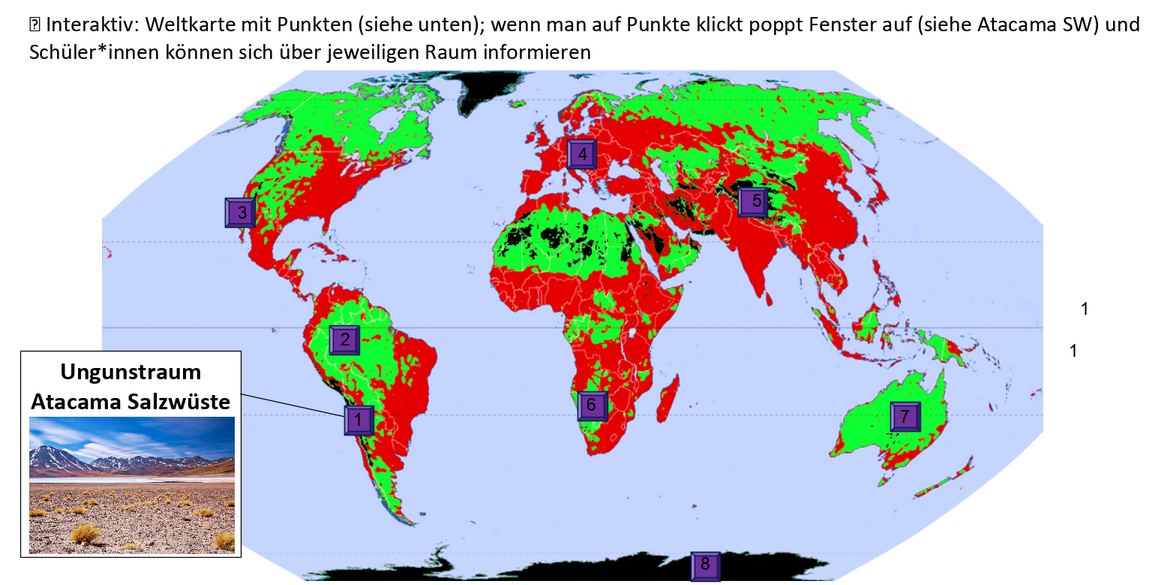 ⍰ Interaktiv: Weltkarte mit Punkten (siehe unten); wenn man auf Punkte klickt poppt Fenster auf (siehe Atacama SW) und
Schüler*innen können sich über jeweiligen Raum informieren
4
5
3
1
2
1
Ungunstraum
Atacama Salzwüste
6
7
1
8